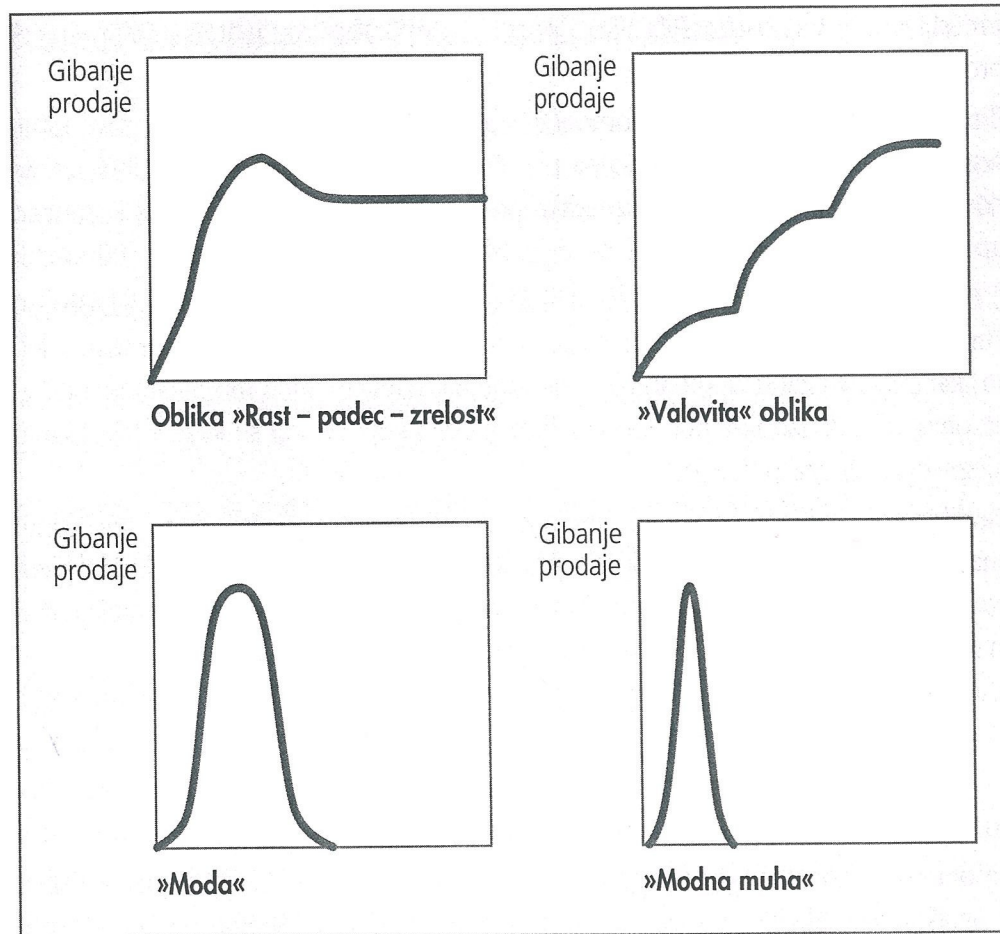 Gibanje
prodaje
Gibanje
prodaje
Oblika »Rast – padec – zrelost«
»Valovita« oblika
Gibanje
prodaje
Gibanje
prodaje
»Moda«
»Modna muha«